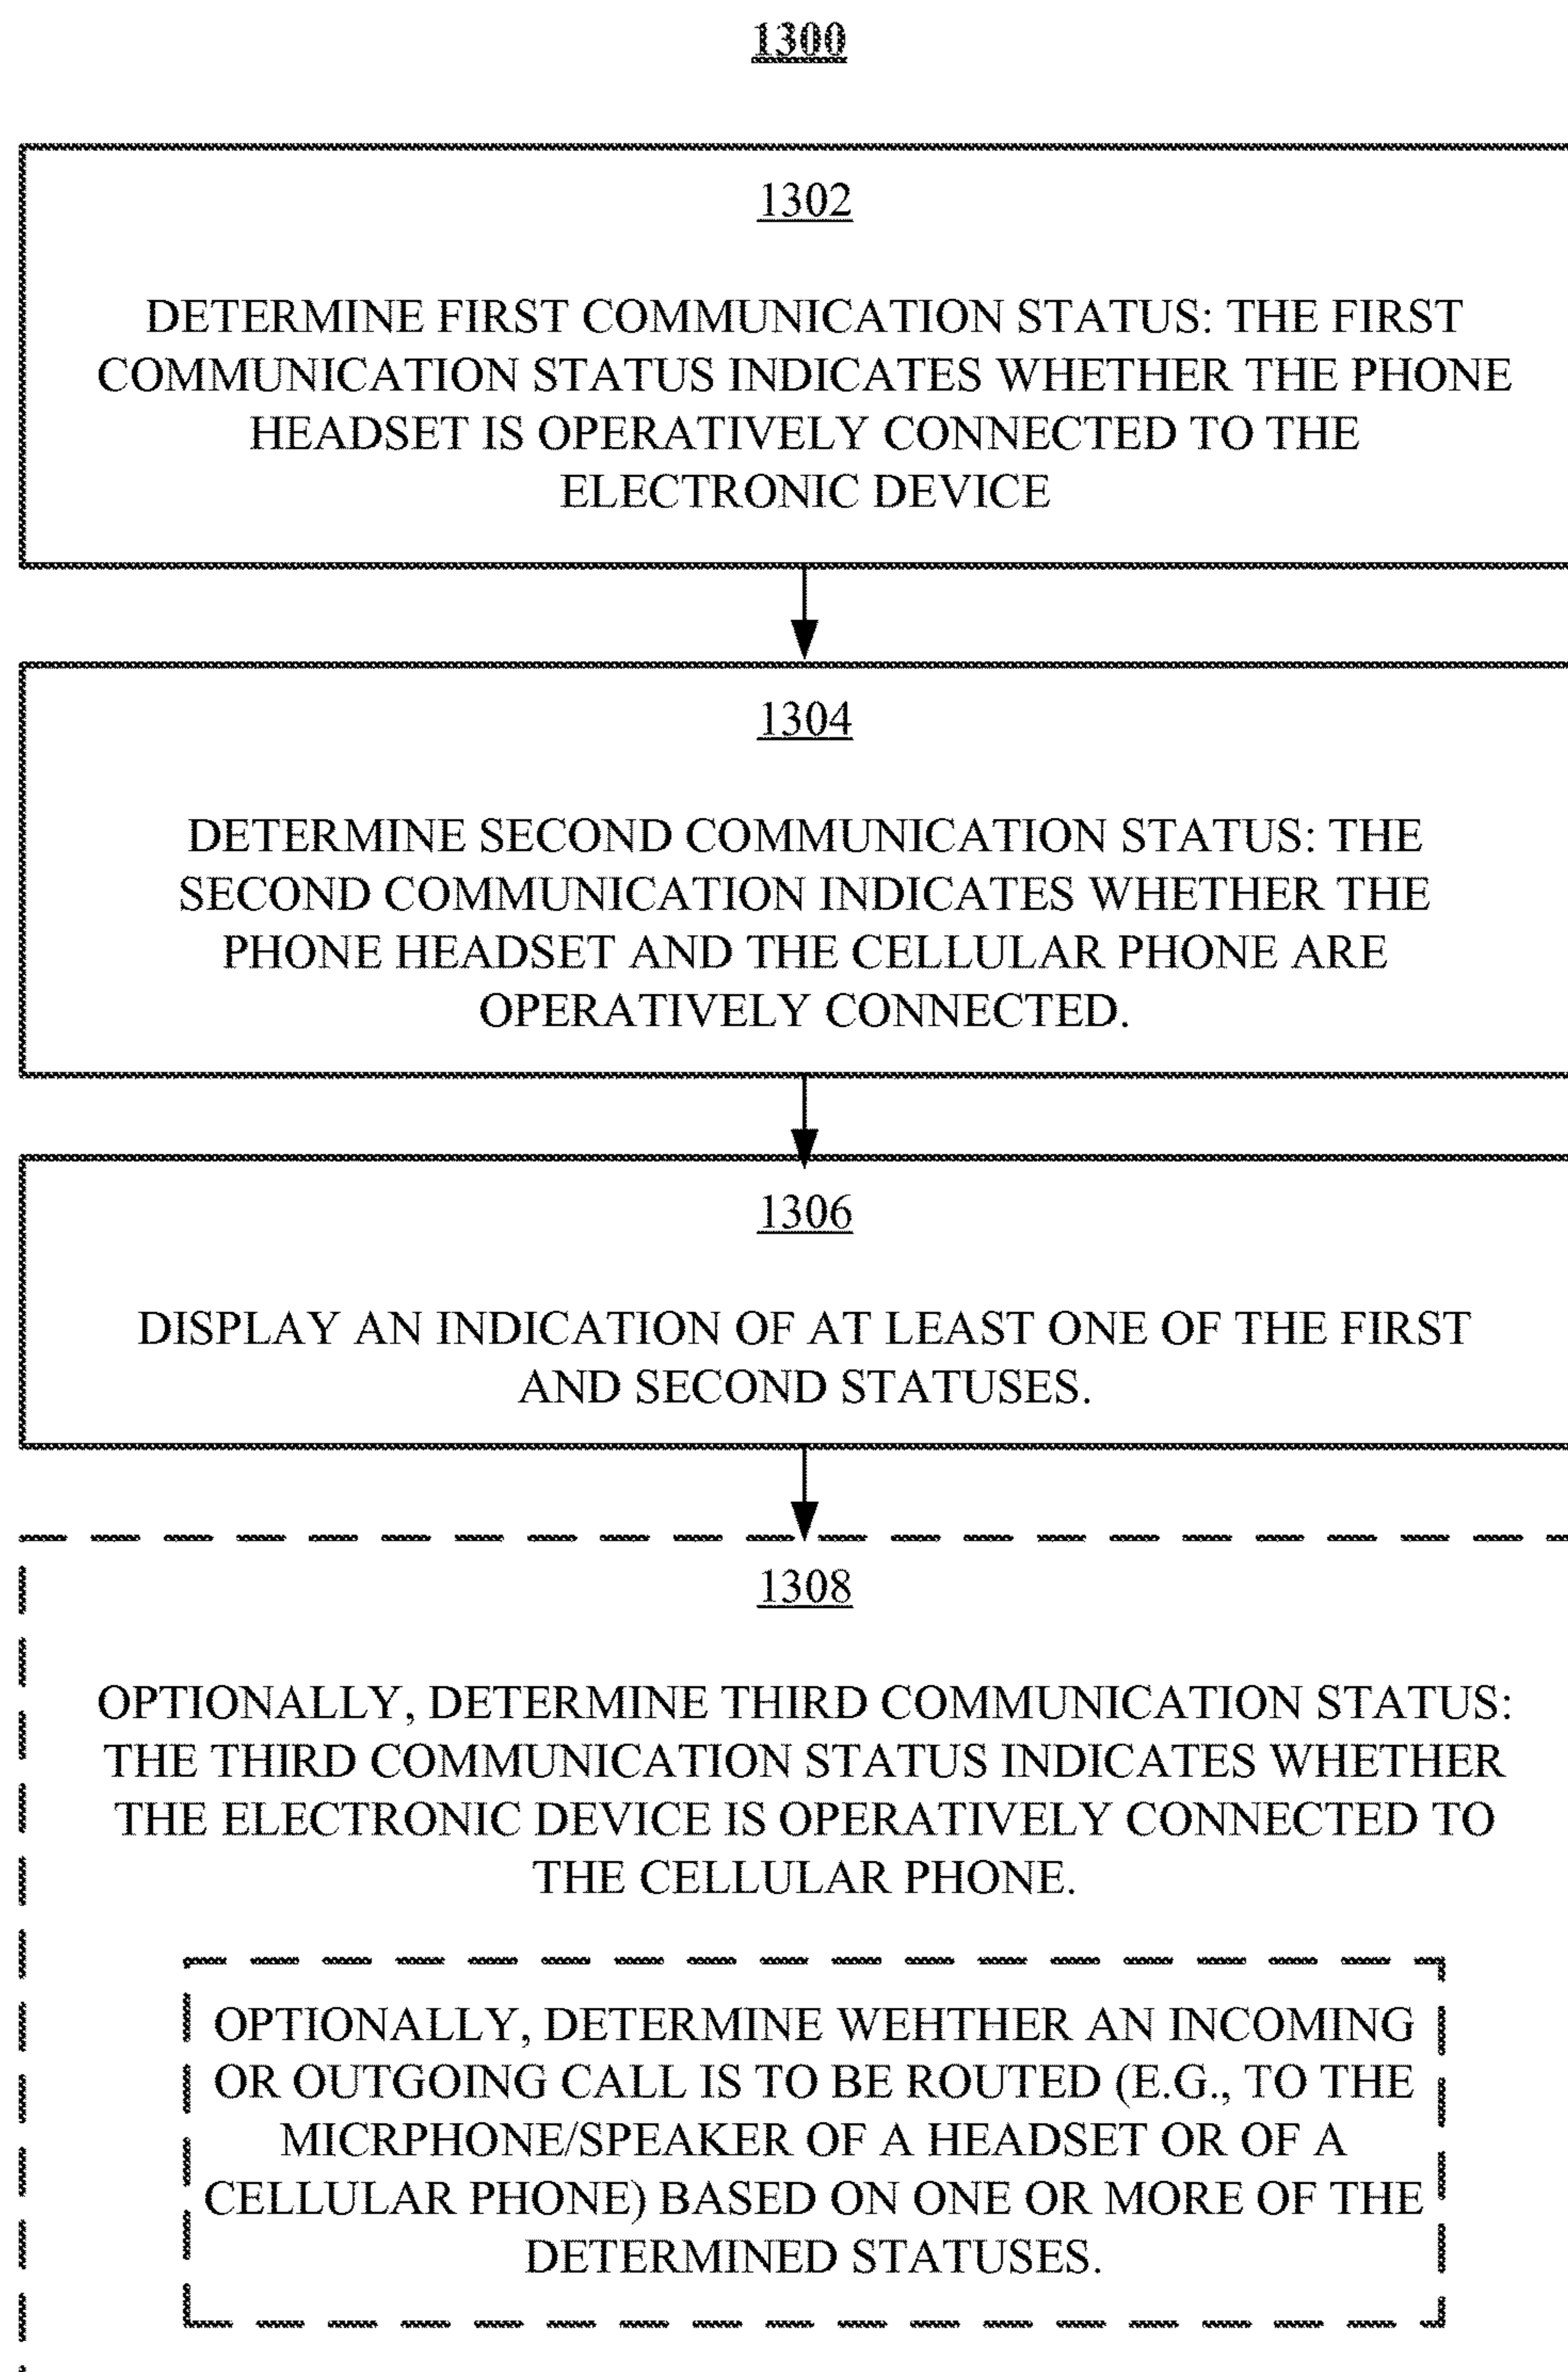 1300
1302
DETERMINE FIRST COMMUNICATION STATUS: THE FIRST
COMMUNICATION STATUS INDICATES WHETHER THE PHONE
HEADSET IS OPERATIVELY CONNECTED TO THE
ELECTRONIC DEVICE
1304
DETERMINE SECOND COMMUNICATION STATUS: THE
SECOND COMMUNICATION INDICATES WHETHER THE
PHONE HEADSET AND THE CELLULAR PHONE ARE
OPERATIVELY CONNECTED.
1306
DISPLAY AN INDICATION OF AT LEAST ONE OF THE FIRST
AND SECOND STATUSES.
1308
OPTIONALLY, DETERMINE THIRD COMMUNICATION STATUS:
THE THIRD COMMUNICATION STATUS INDICATES WHETHER
THE ELECTRONIC DEVICE IS OPERATIVELY CONNECTED TO
THE CELLULAR PHONE.
OPTIONALLY, DETERMINE WEHTHER AN INCOMING
OR OUTGOING CALL IS TO BE ROUTED (E.G., TO THE
MICRPHONE/SPEAKER OF A HEADSET OR OF A
CELLULAR PHONE) BASED ON ONE OR MORE OF THE
DETERMINED STATUSES.